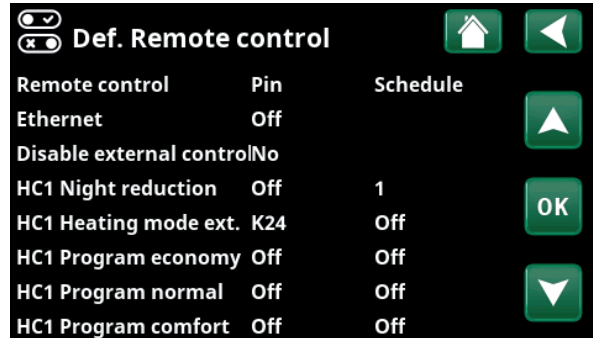 Def. Remote control
Remote control Pin Schedule
Ethernet Off
Disable external control No
HC1 Night reduction Off 1
HC1 Heating mode ext. K24 Off
OK
HC1 Program economy Off Off
HC1 Program normal Off Off
HC1 Program comfort Off Off